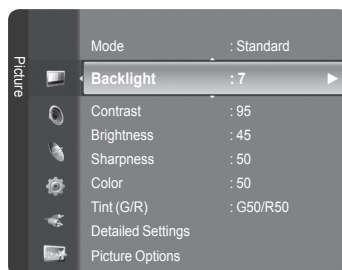 Picture
Mode : Standard
Backlight : 7
Contrast : 95
Brightness : 45
Sharpness : 50
Color : 50
Tint (G/R) : G50/R50
Detailed Settings
Picture Options